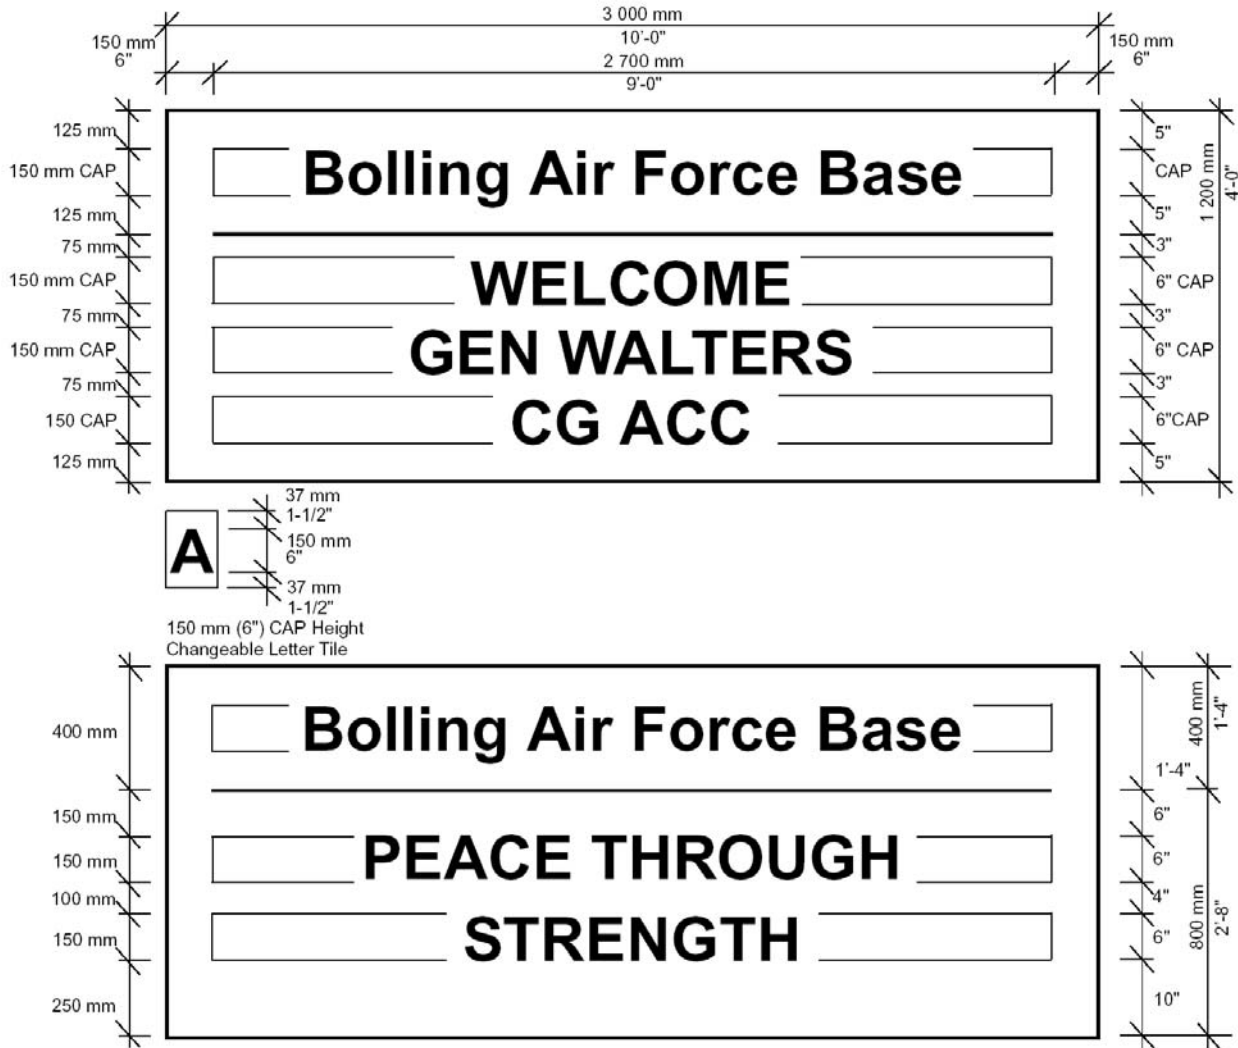 3 000 mm
10'-0"
150 mm
6"
150 mm
6"
2 700 mm
9'-0"
125 mm
150 mm CAP
125 mm
75 mm
150 mm CAP
75 mm
150 mm CAP
75 mm
150 CAP
125 mm
Bolling Air Force Base
WELCOME
GEN WALTERS
CG ACC
5"
CAP
5"
3"
6" CAP
3"
6" CAP
3"
6"CAP
5"
1 200 mm
4'-0"
A
37 mm
1-1/2"
150 mm
6"
37 mm
1-1/2"
150 mm (6") CAP Height
Changeable Letter Tile
400 mm
150 mm
150 mm
100 mm
150 mm
250 mm
Bolling Air Force Base
PEACE THROUGH
STRENGTH
1'-4"
6"
6"
4"
6"
10"
400 mm
1'-4"
800 mm
2'-8"